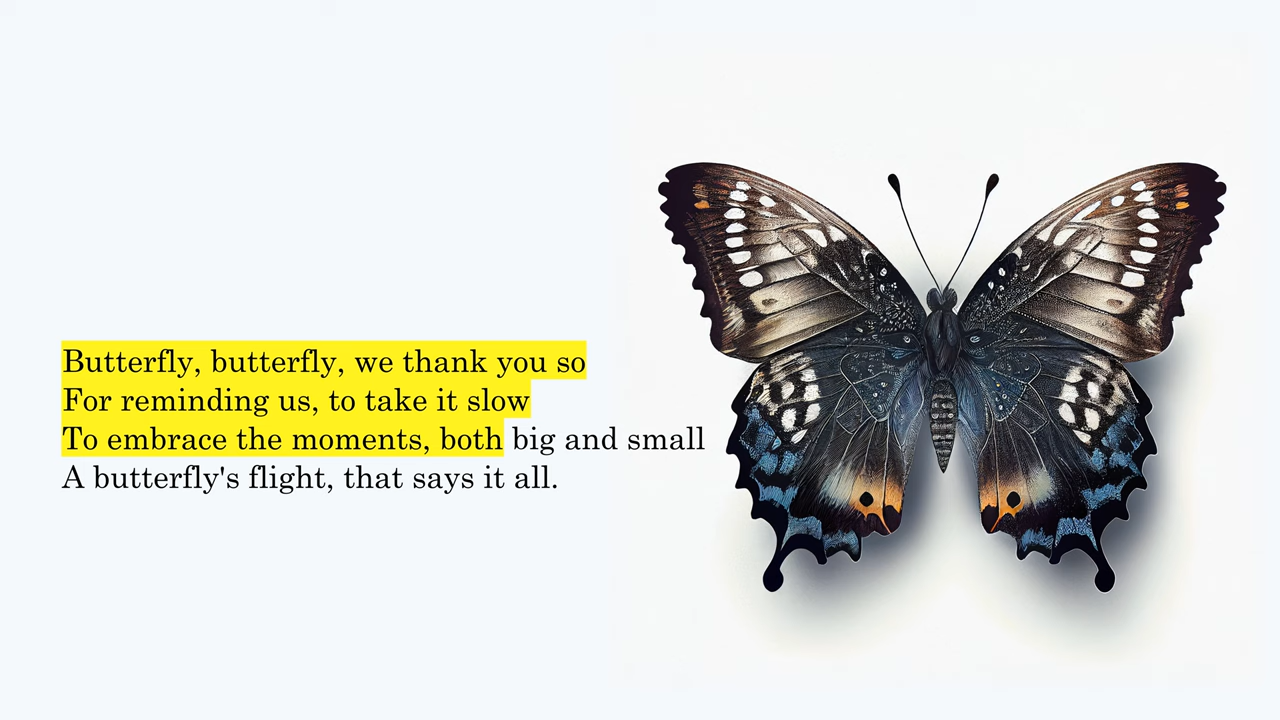 Butterfly, butterfly, we thank you so
For reminding us, to take it slow
To embrace the moments, both big and small
A butterfly's flight, that says it all.